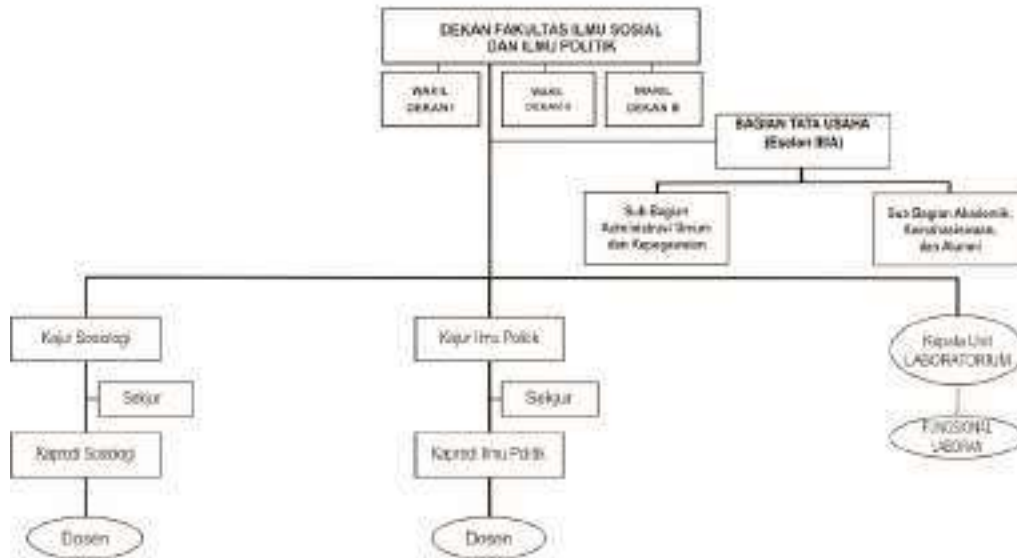 DEKAN FAKULTAS ILMU SOSIAL
DAN ILMU POLITIK
WAKIL
DEKAN I
WAKIL
DEKAN II
WAKIL
DEKAN III
BAGIAN TATA USAHA
(Eselon IIIA)
Sub Bagian
Administrasi Umum
dan Kepegawaian
Sub Bagian Akademik,
Kemahasiswaan,
dan Alumni
Kajur Sosiologi
Kajur Ilmu Politik
Kepala Unit
LABORATORIUM
Sekjur
Sekjur
FUNGSIONAL
LABORAN
Kaprodi Sosiologi
Kaprodi Ilmu Politik
Dosen
Dosen